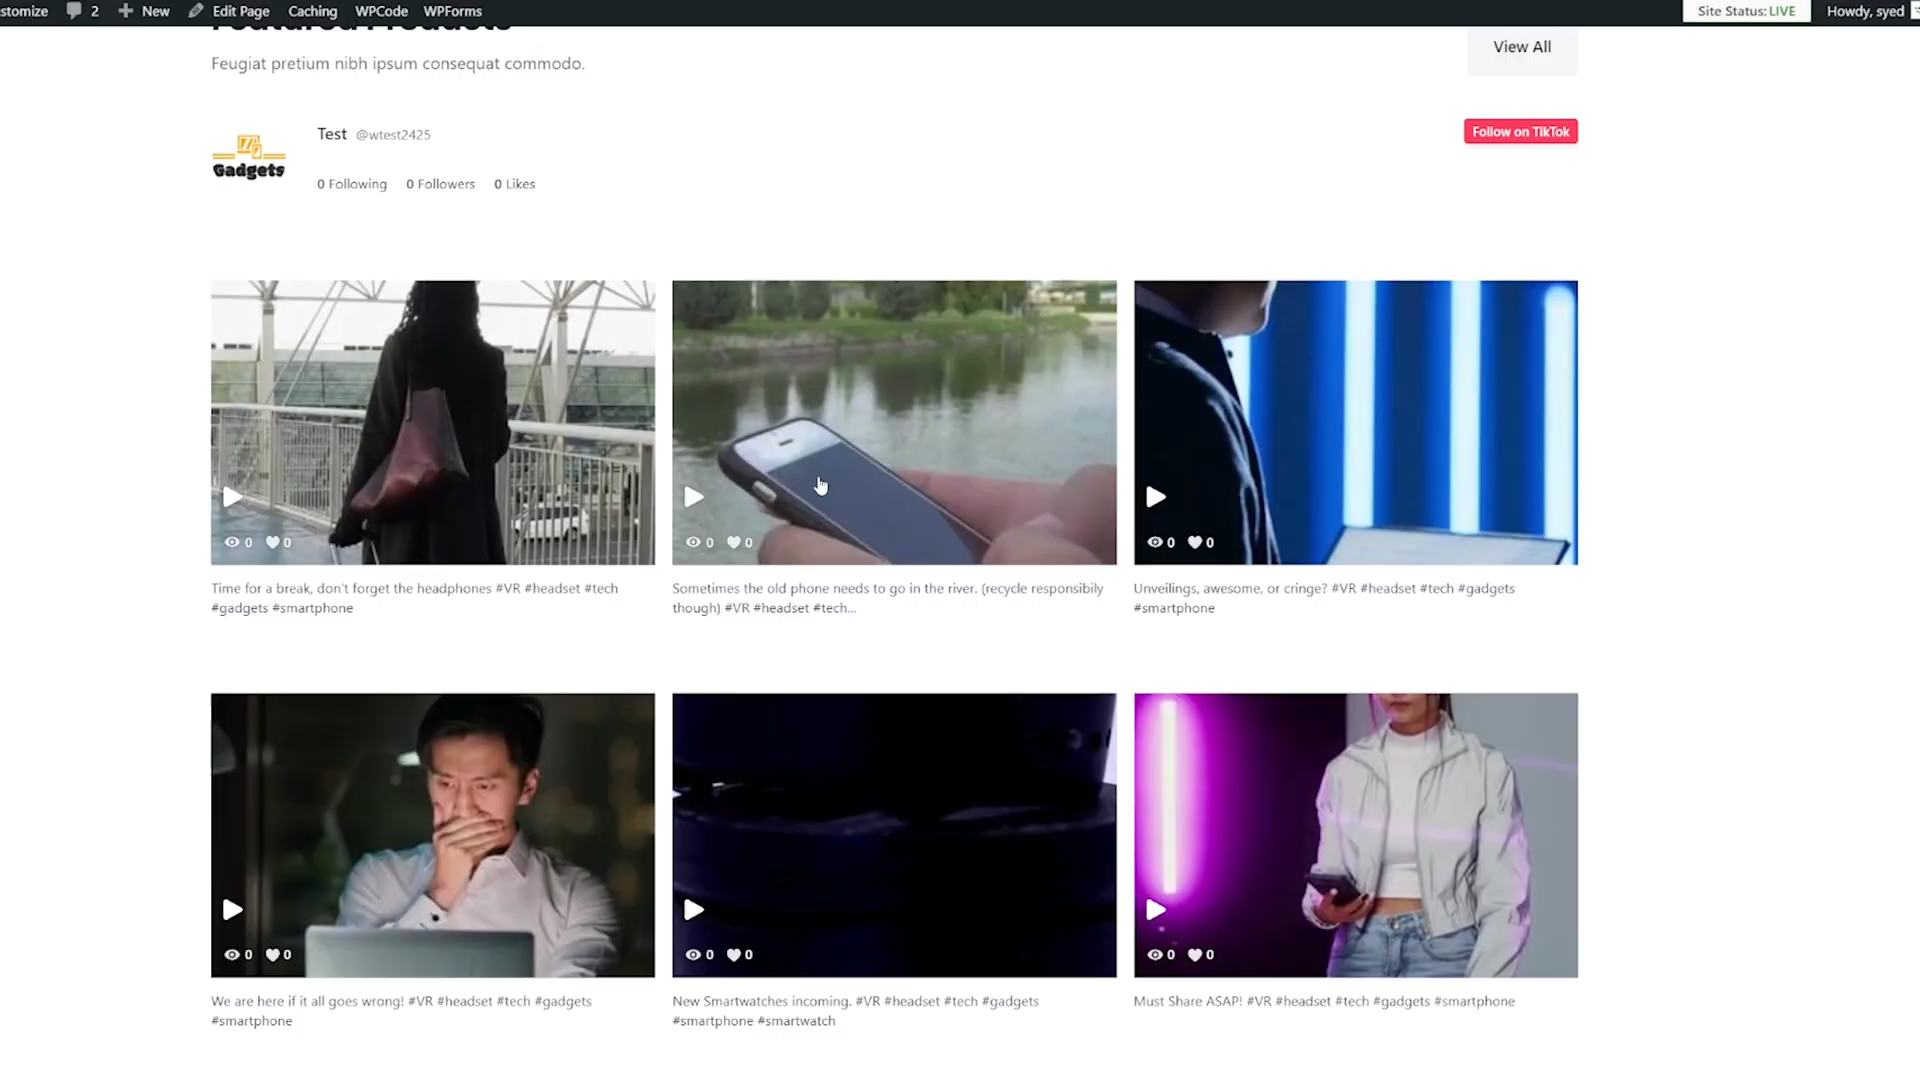 stomize 2 New Edit Page Caching WPCode WPForms Site Status: LIVE Howdy, syed
Featured Products
View All
Feugiat pretium nibh ipsum consequat commodo.
Gadgets
Test @wtest2425
Follow on TikTok
0 Following 0 Followers 0 Likes
0 0
0 0
0 0
Time for a break, don't forget the headphones #VR #headset #tech
#gadgets #smartphone
Sometimes the old phone needs to go in the river. (recycle responsibily
though) #VR #headset #tech...
Unveilings, awesome, or cringe? #VR #headset #tech #gadgets
#smartphone
0 0
0 0
0 0
We are here if it all goes wrong! #VR #headset #tech #gadgets
#smartphone
New Smartwatches incoming. #VR #headset #tech #gadgets
#smartphone #smartwatch
Must Share ASAP! #VR #headset #tech #gadgets #smartphone